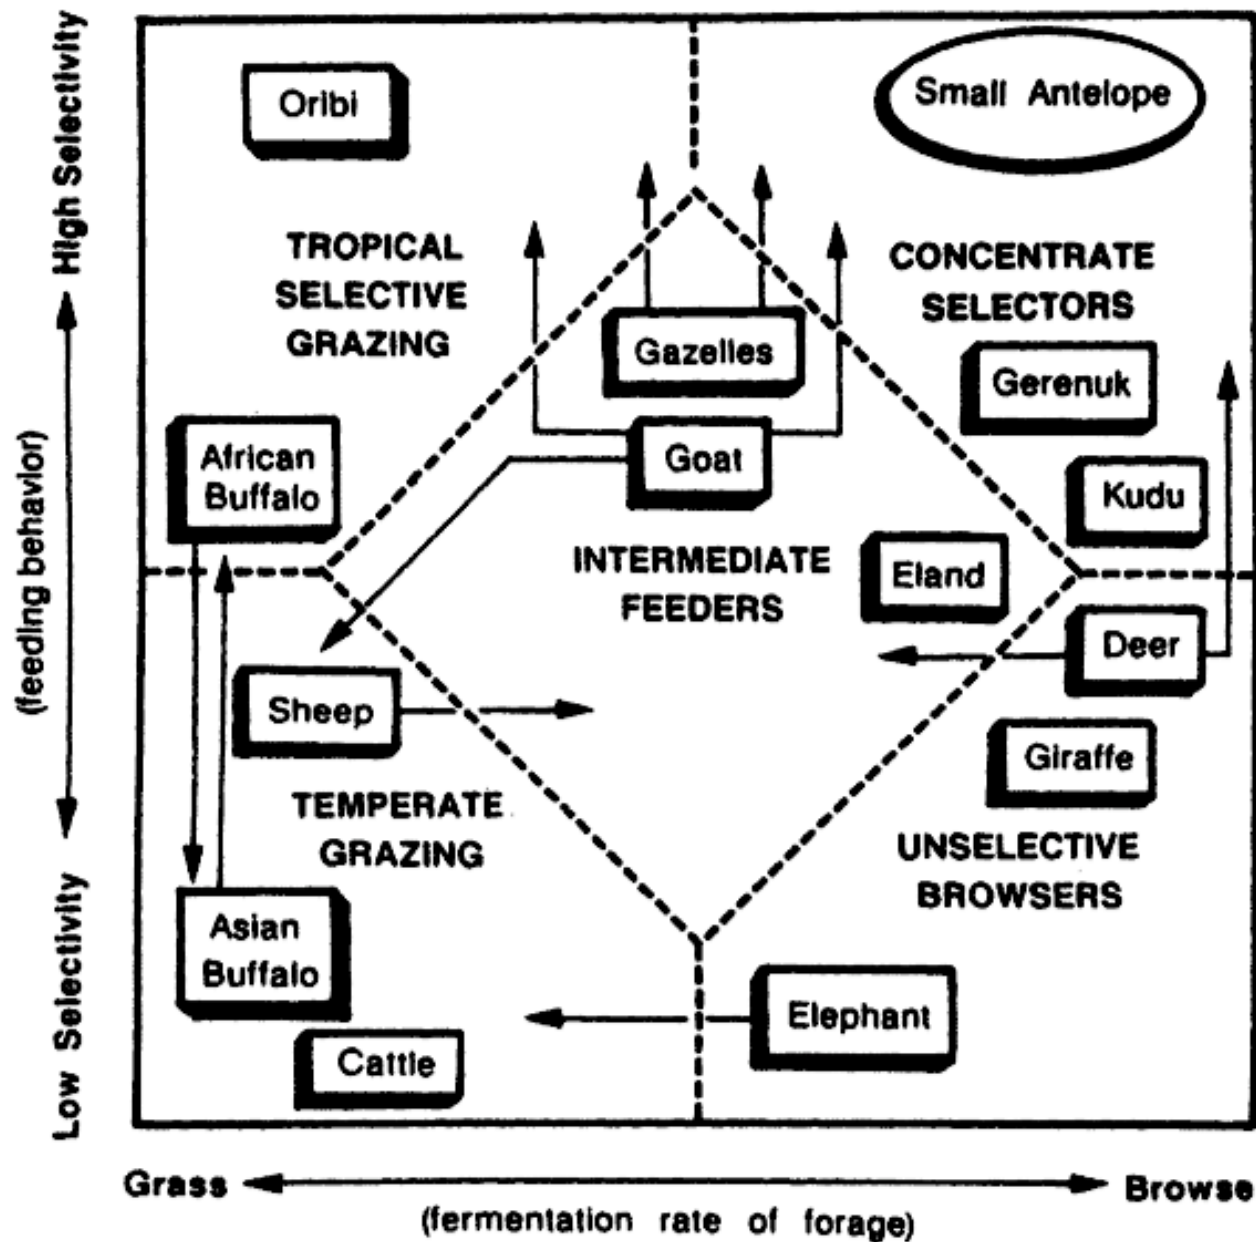 High Selectivity
(feeding behavior)
Low Selectivity
Oribi
Small Antelope
TROPICAL
SELECTIVE
GRAZING
CONCENTRATE
SELECTORS
Gazelles
Gerenuk
Goat
African
Buffalo
Kudu
INTERMEDIATE
FEEDERS
Eland
Deer
Sheep
Giraffe
TEMPERATE
GRAZING
UNSELECTIVE
BROWSERS
Asian
Buffalo
Elephant
Cattle
Grass
Browse
(fermentation rate of forage)